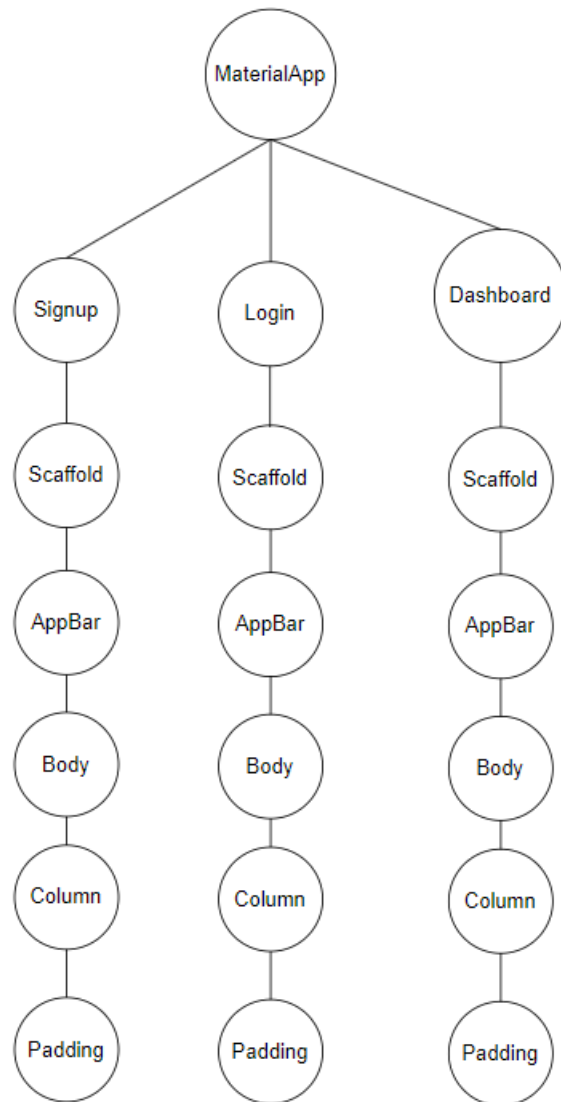 MaterialApp
Signup
Login
Dashboard
Scaffold
Scaffold
Scaffold
AppBar
AppBar
AppBar
Body
Body
Body
Column
Column
Column
Padding
Padding
Padding